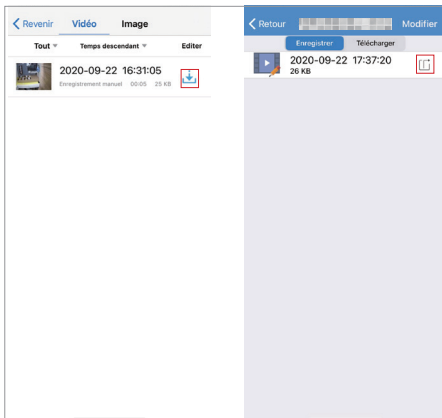 Revenir Vidéo Image
Tout Temps descendant Editer
2020-09-22 16:31:05
Enregistrement manuel 00:05 25 KB
Retour Modifier
Enregistrer Télécharger
2020-09-22 17:37:20
26 KB